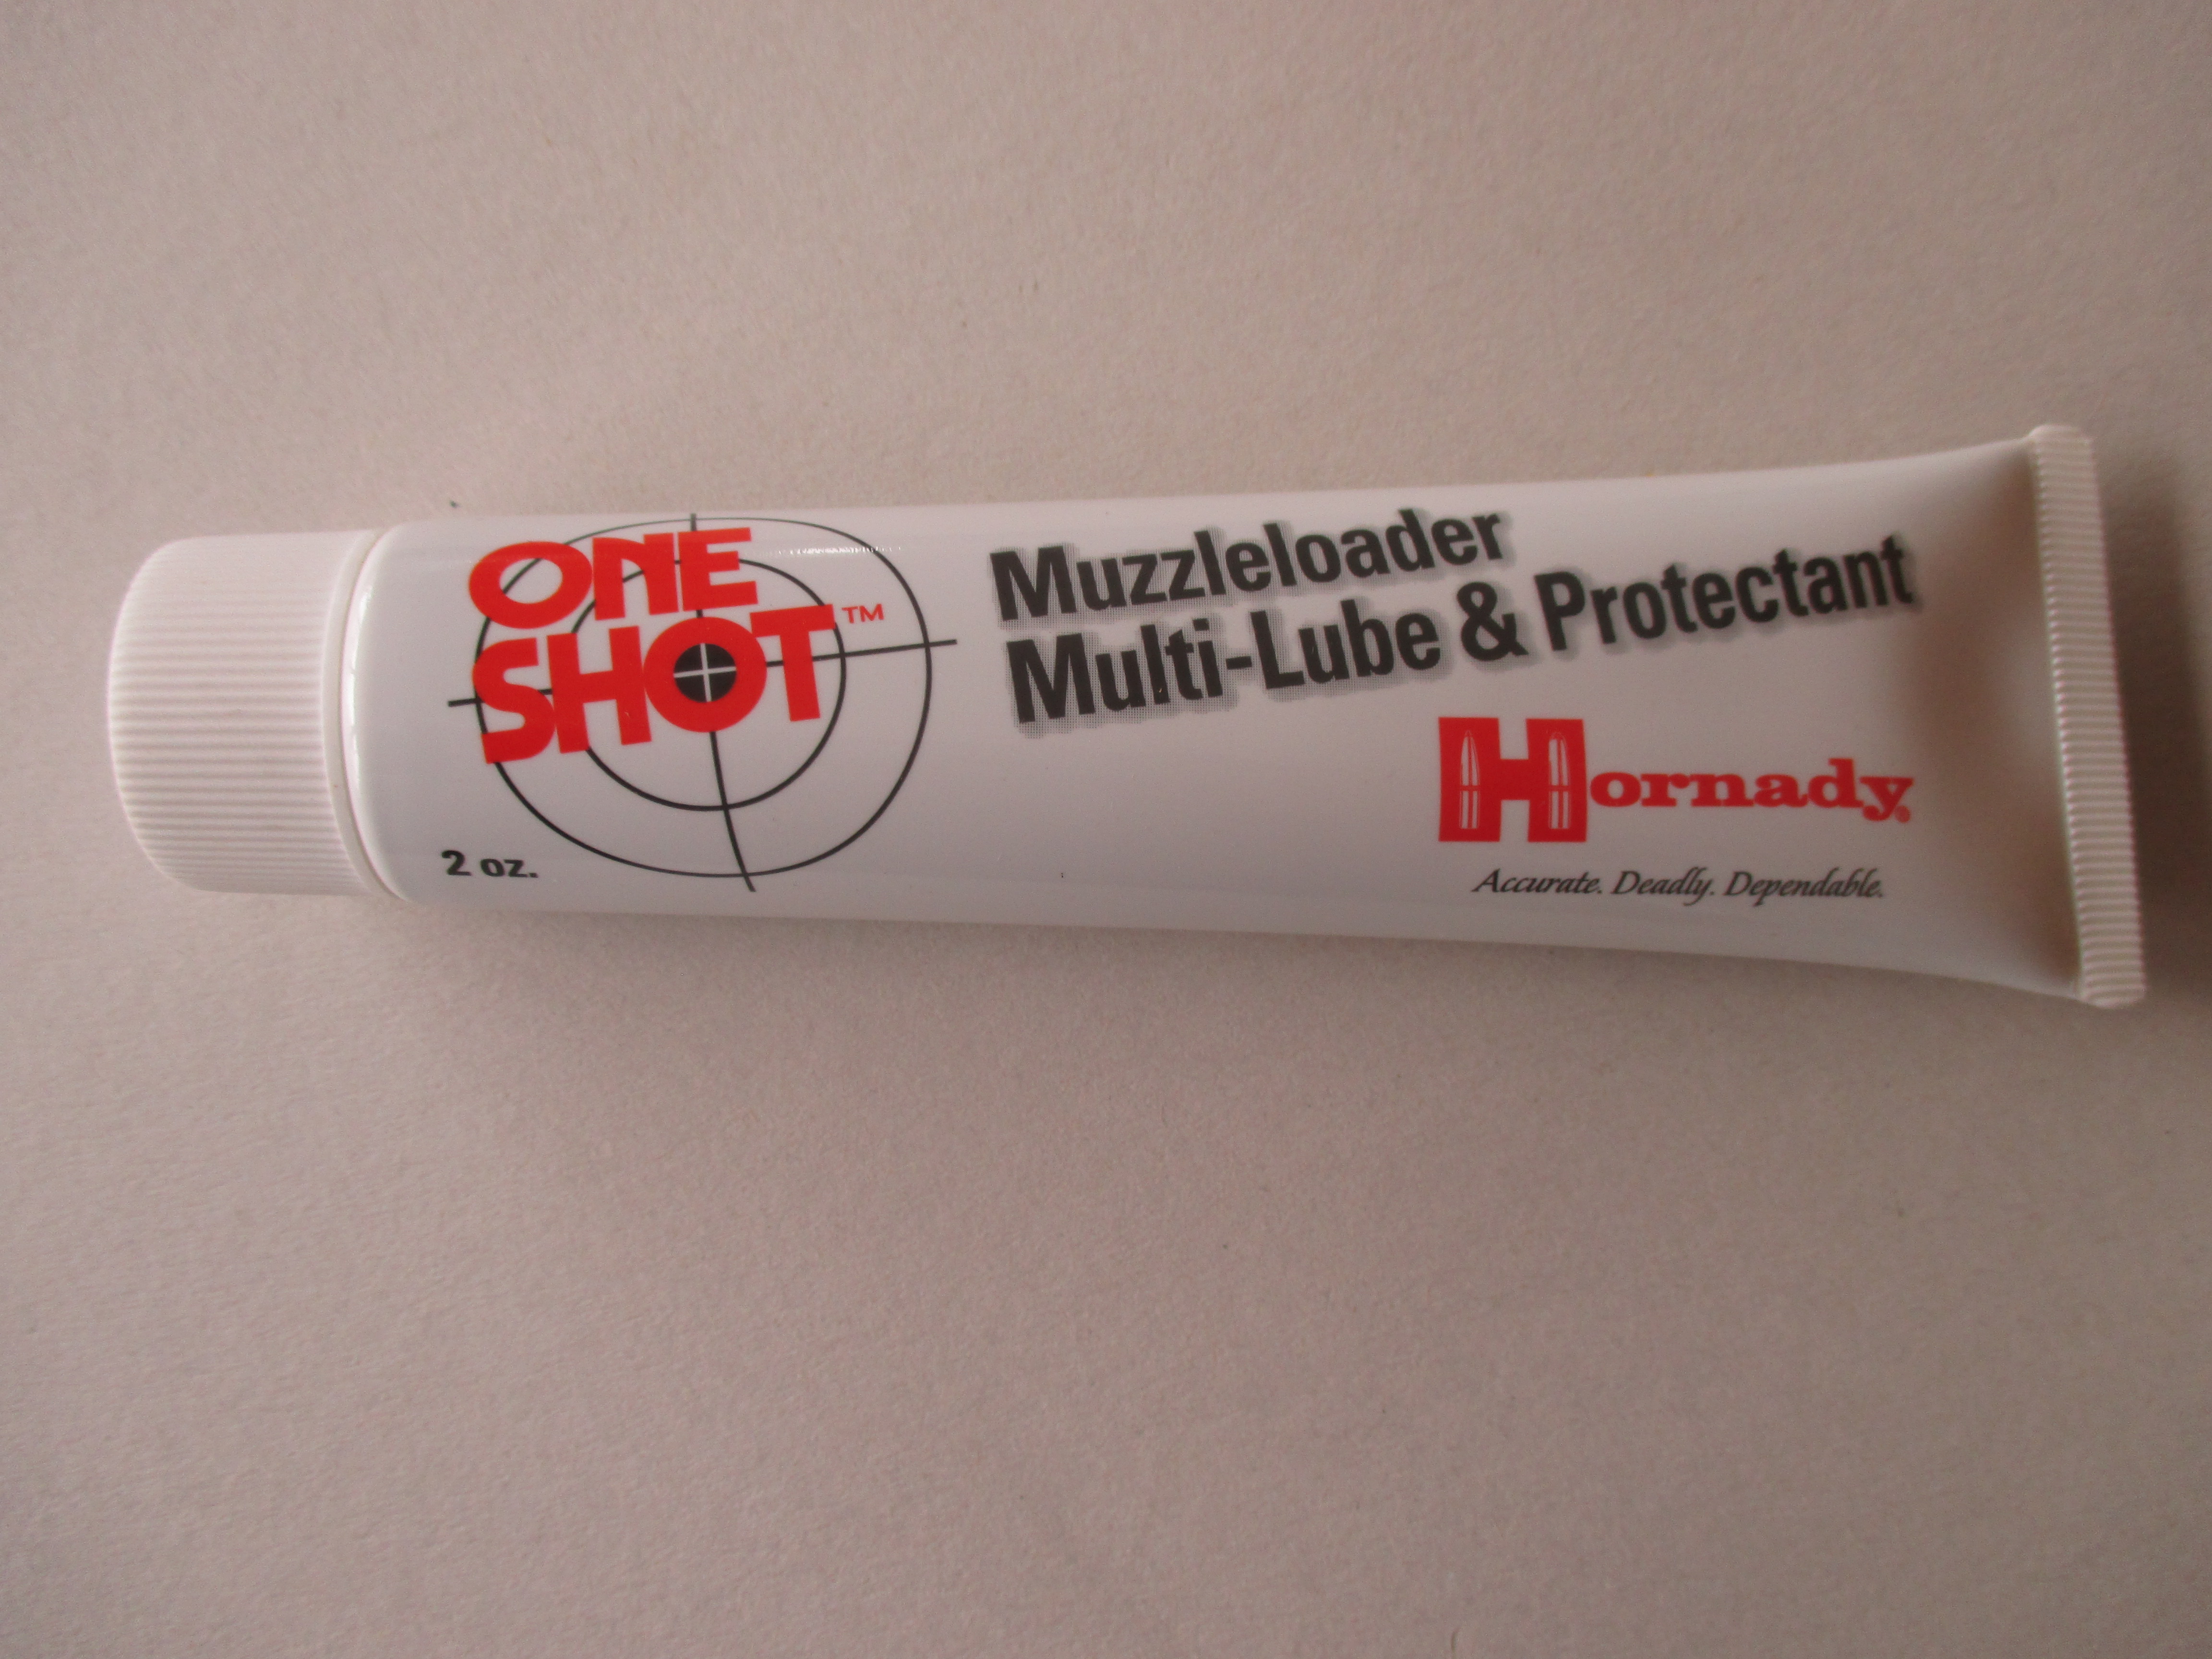 ONE
SHOT™
2 oz.
Muzzleloader
Multi-Lube & Protectant
Hornady®
Accurate. Deadly. Dependable.